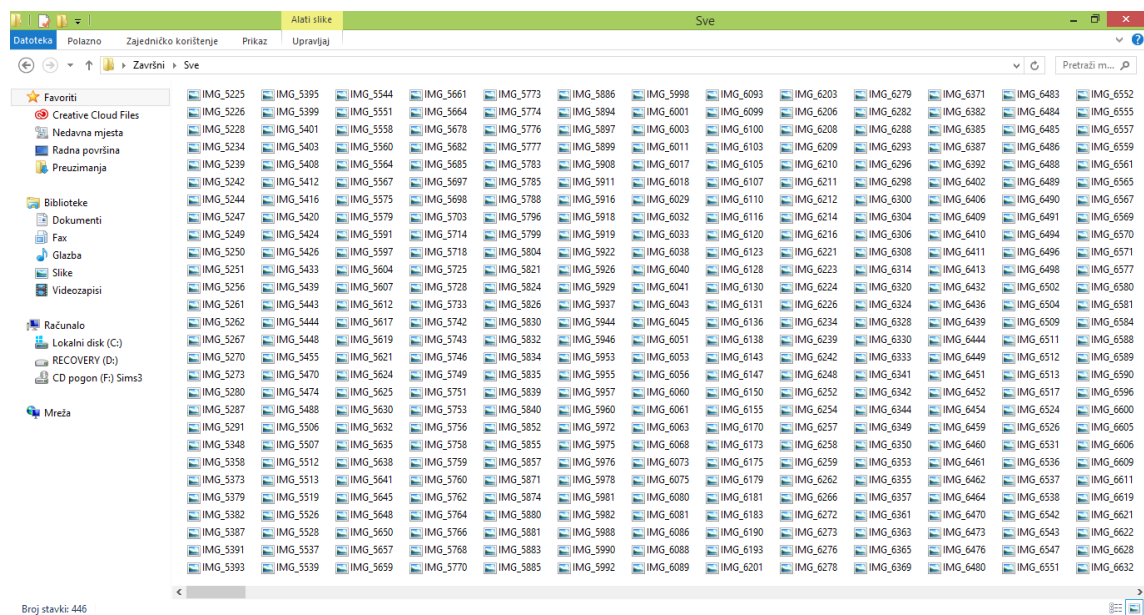 Alati slike
Sve
Datoteka Polazno Zajedničko korištenje Prikaz Upravljaj
Završni Sve
Pretraži m...
Favoriti
Creative Cloud Files
Nedavna mjesta
Radna površina
Preuzimanja
Biblioteke
Dokumenti
Fax
Glazba
Slike
Videozapisi
Računalo
Lokalni disk (C:)
RECOVERY (D:)
CD pogon (F:) Sims3
Mreža
IMG_5225 IMG_5395 IMG_5544 IMG_5661 IMG_5773 IMG_5886 IMG_5998 IMG_6093 IMG_6203 IMG_6279 IMG_6371 IMG_6483 IMG_6552
IMG_5226 IMG_5399 IMG_5551 IMG_5664 IMG_5774 IMG_5894 IMG_6001 IMG_6099 IMG_6206 IMG_6282 IMG_6382 IMG_6484 IMG_6555
IMG_5228 IMG_5401 IMG_5558 IMG_5678 IMG_5776 IMG_5897 IMG_6003 IMG_6100 IMG_6208 IMG_6288 IMG_6385 IMG_6485 IMG_6557
IMG_5234 IMG_5403 IMG_5560 IMG_5682 IMG_5777 IMG_5899 IMG_6011 IMG_6103 IMG_6209 IMG_6293 IMG_6387 IMG_6486 IMG_6559
IMG_5239 IMG_5408 IMG_5564 IMG_5685 IMG_5783 IMG_5908 IMG_6017 IMG_6105 IMG_6210 IMG_6296 IMG_6392 IMG_6488 IMG_6561
IMG_5242 IMG_5412 IMG_5567 IMG_5697 IMG_5785 IMG_5911 IMG_6018 IMG_6107 IMG_6211 IMG_6298 IMG_6402 IMG_6489 IMG_6565
IMG_5244 IMG_5416 IMG_5575 IMG_5698 IMG_5788 IMG_5916 IMG_6029 IMG_6110 IMG_6212 IMG_6300 IMG_6406 IMG_6490 IMG_6567
IMG_5247 IMG_5420 IMG_5579 IMG_5703 IMG_5796 IMG_5918 IMG_6032 IMG_6116 IMG_6214 IMG_6304 IMG_6409 IMG_6491 IMG_6569
IMG_5249 IMG_5424 IMG_5591 IMG_5714 IMG_5799 IMG_5919 IMG_6033 IMG_6120 IMG_6216 IMG_6306 IMG_6410 IMG_6494 IMG_6570
IMG_5250 IMG_5426 IMG_5597 IMG_5718 IMG_5804 IMG_5922 IMG_6038 IMG_6123 IMG_6221 IMG_6308 IMG_6411 IMG_6496 IMG_6571
IMG_5251 IMG_5433 IMG_5604 IMG_5725 IMG_5821 IMG_5926 IMG_6040 IMG_6128 IMG_6223 IMG_6314 IMG_6413 IMG_6498 IMG_6577
IMG_5256 IMG_5439 IMG_5607 IMG_5728 IMG_5824 IMG_5929 IMG_6041 IMG_6130 IMG_6224 IMG_6320 IMG_6432 IMG_6502 IMG_6580
IMG_5261 IMG_5443 IMG_5612 IMG_5733 IMG_5826 IMG_5937 IMG_6043 IMG_6131 IMG_6226 IMG_6324 IMG_6436 IMG_6504 IMG_6581
IMG_5262 IMG_5444 IMG_5617 IMG_5742 IMG_5830 IMG_5944 IMG_6045 IMG_6136 IMG_6234 IMG_6328 IMG_6439 IMG_6509 IMG_6584
IMG_5267 IMG_5448 IMG_5619 IMG_5743 IMG_5832 IMG_5946 IMG_6051 IMG_6138 IMG_6239 IMG_6330 IMG_6444 IMG_6511 IMG_6588
IMG_5270 IMG_5455 IMG_5621 IMG_5746 IMG_5834 IMG_5953 IMG_6053 IMG_6143 IMG_6242 IMG_6333 IMG_6449 IMG_6512 IMG_6589
IMG_5273 IMG_5470 IMG_5624 IMG_5749 IMG_5835 IMG_5955 IMG_6056 IMG_6147 IMG_6248 IMG_6341 IMG_6451 IMG_6513 IMG_6590
IMG_5280 IMG_5474 IMG_5625 IMG_5751 IMG_5839 IMG_5957 IMG_6060 IMG_6150 IMG_6252 IMG_6342 IMG_6452 IMG_6517 IMG_6596
IMG_5287 IMG_5488 IMG_5630 IMG_5753 IMG_5840 IMG_5960 IMG_6061 IMG_6155 IMG_6254 IMG_6344 IMG_6454 IMG_6524 IMG_6600
IMG_5291 IMG_5506 IMG_5632 IMG_5756 IMG_5852 IMG_5972 IMG_6063 IMG_6170 IMG_6257 IMG_6349 IMG_6459 IMG_6526 IMG_6605
IMG_5348 IMG_5507 IMG_5635 IMG_5758 IMG_5855 IMG_5975 IMG_6068 IMG_6173 IMG_6258 IMG_6350 IMG_6460 IMG_6531 IMG_6606
IMG_5358 IMG_5512 IMG_5638 IMG_5759 IMG_5857 IMG_5976 IMG_6073 IMG_6175 IMG_6259 IMG_6353 IMG_6461 IMG_6536 IMG_6609
IMG_5373 IMG_5513 IMG_5641 IMG_5760 IMG_5871 IMG_5978 IMG_6075 IMG_6179 IMG_6262 IMG_6355 IMG_6462 IMG_6537 IMG_6611
IMG_5379 IMG_5519 IMG_5645 IMG_5762 IMG_5874 IMG_5981 IMG_6080 IMG_6181 IMG_6266 IMG_6357 IMG_6464 IMG_6538 IMG_6619
IMG_5382 IMG_5526 IMG_5648 IMG_5764 IMG_5880 IMG_5982 IMG_6081 IMG_6183 IMG_6272 IMG_6361 IMG_6470 IMG_6542 IMG_6621
IMG_5387 IMG_5528 IMG_5650 IMG_5766 IMG_5881 IMG_5988 IMG_6086 IMG_6190 IMG_6273 IMG_6363 IMG_6473 IMG_6543 IMG_6622
IMG_5391 IMG_5537 IMG_5657 IMG_5768 IMG_5883 IMG_5990 IMG_6088 IMG_6193 IMG_6276 IMG_6365 IMG_6476 IMG_6547 IMG_6628
IMG_5393 IMG_5539 IMG_5659 IMG_5770 IMG_5885 IMG_5992 IMG_6089 IMG_6201 IMG_6278 IMG_6369 IMG_6480 IMG_6551 IMG_6632
Broj stavki: 446